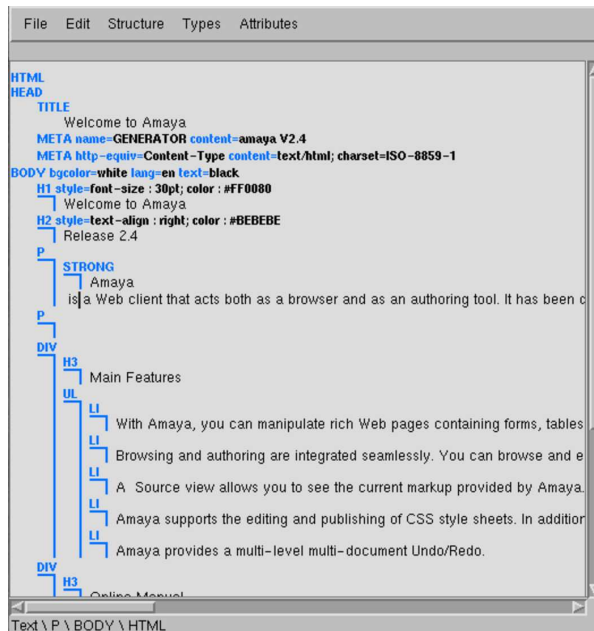 File Edit Structure Types Attributes
HTML
HEAD
TITLE
Welcome to Amaya
META name=GENERATOR content=amaya V2.4
META http-equiv=Content-Type content=text/html; charset=ISO-8859-1
BODY bgcolor=white lang=en text=black
H1 style=font-size : 30pt; color : #FF0080
Welcome to Amaya
H2 style=text-align : right; color : #BEBEBE
Release 2.4
P
STRONG
Amaya
is a Web client that acts both as a browser and as an authoring tool. It has been
P
DIV
H3
Main Features
UL
LI
With Amaya, you can manipulate rich Web pages containing forms, tables
LI
Browsing and authoring are integrated seamlessly. You can browse and e
LI
A Source view allows you to see the current markup provided by Amaya.
LI
Amaya supports the editing and publishing of CSS style sheets. In addition
LI
Amaya provides a multi-level multi-document Undo/Redo.
DIV
H3
Online Manual
Text \ P \ BODY \ HTML